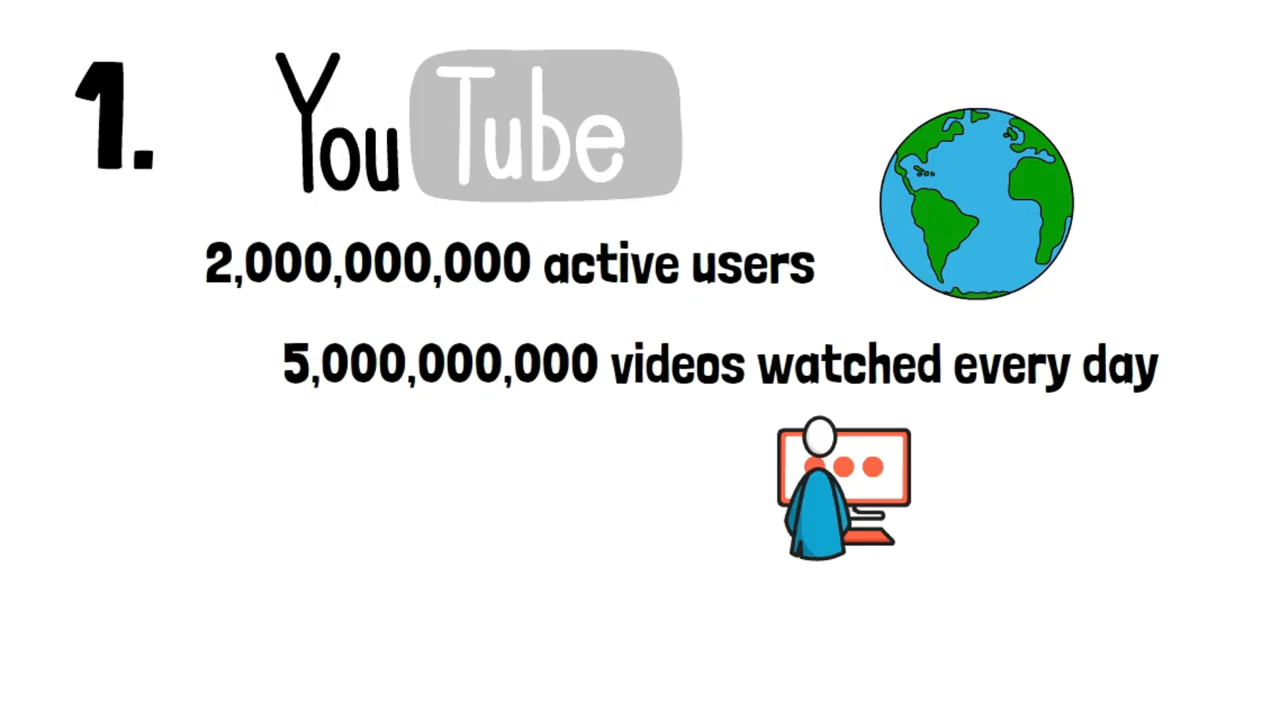 1. YouTube
2,000,000,000 active users
5,000,000,000 videos watched every day